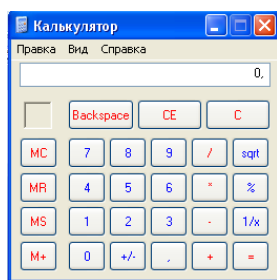 Калькулятор
Правка Вид Справка
0,
Backspace CE C
MC 7 8 9 / sqrt
MR 4 5 6 * %
MS 1 2 3 - 1/x
M+ 0 +/- , + =